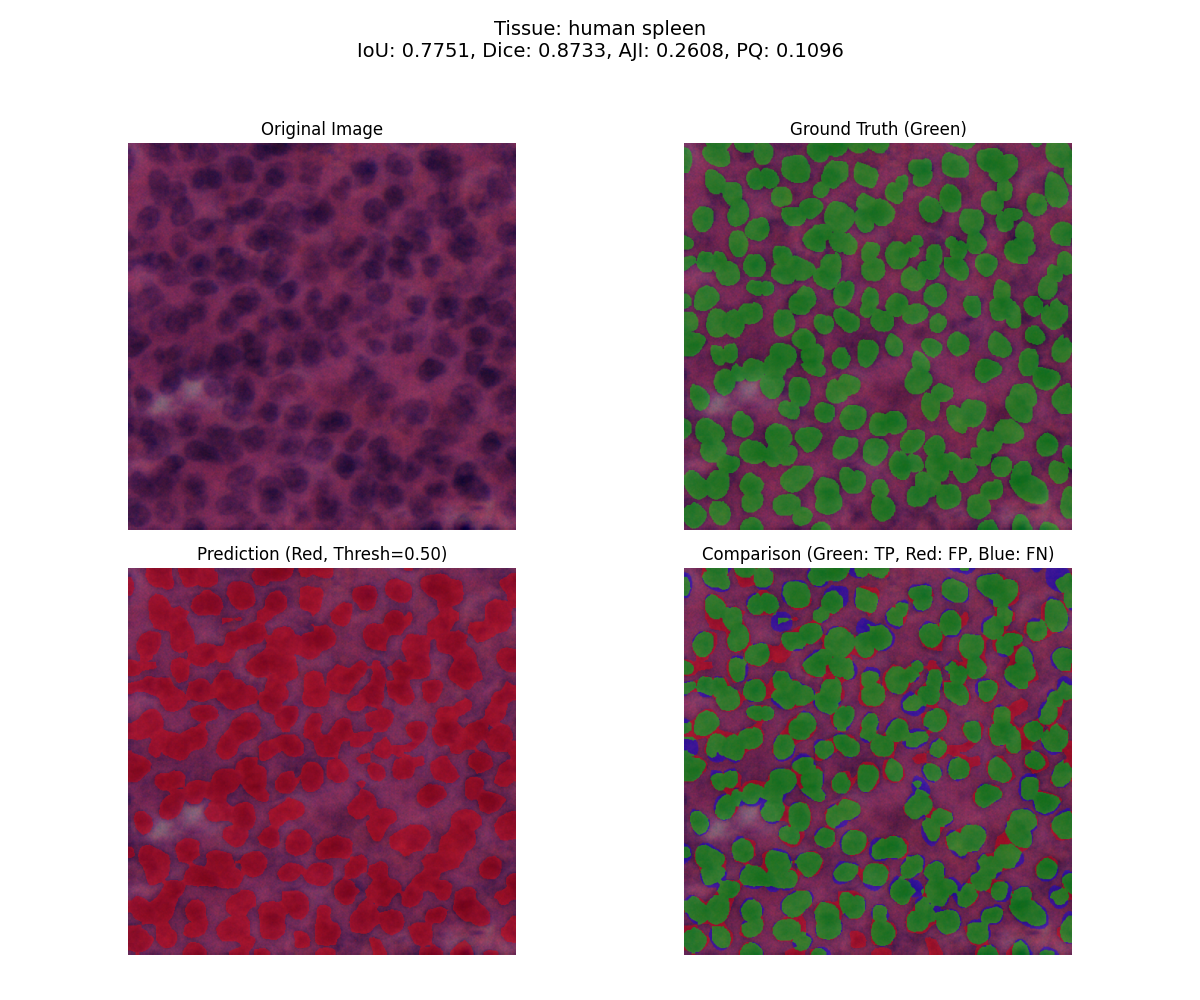 Tissue: human spleen
IoU: 0.7751, Dice: 0.8733, AJI: 0.2608, PQ: 0.1096
Original Image
Ground Truth (Green)
Prediction (Red, Thresh=0.50)
Comparison (Green: TP, Red: FP, Blue: FN)